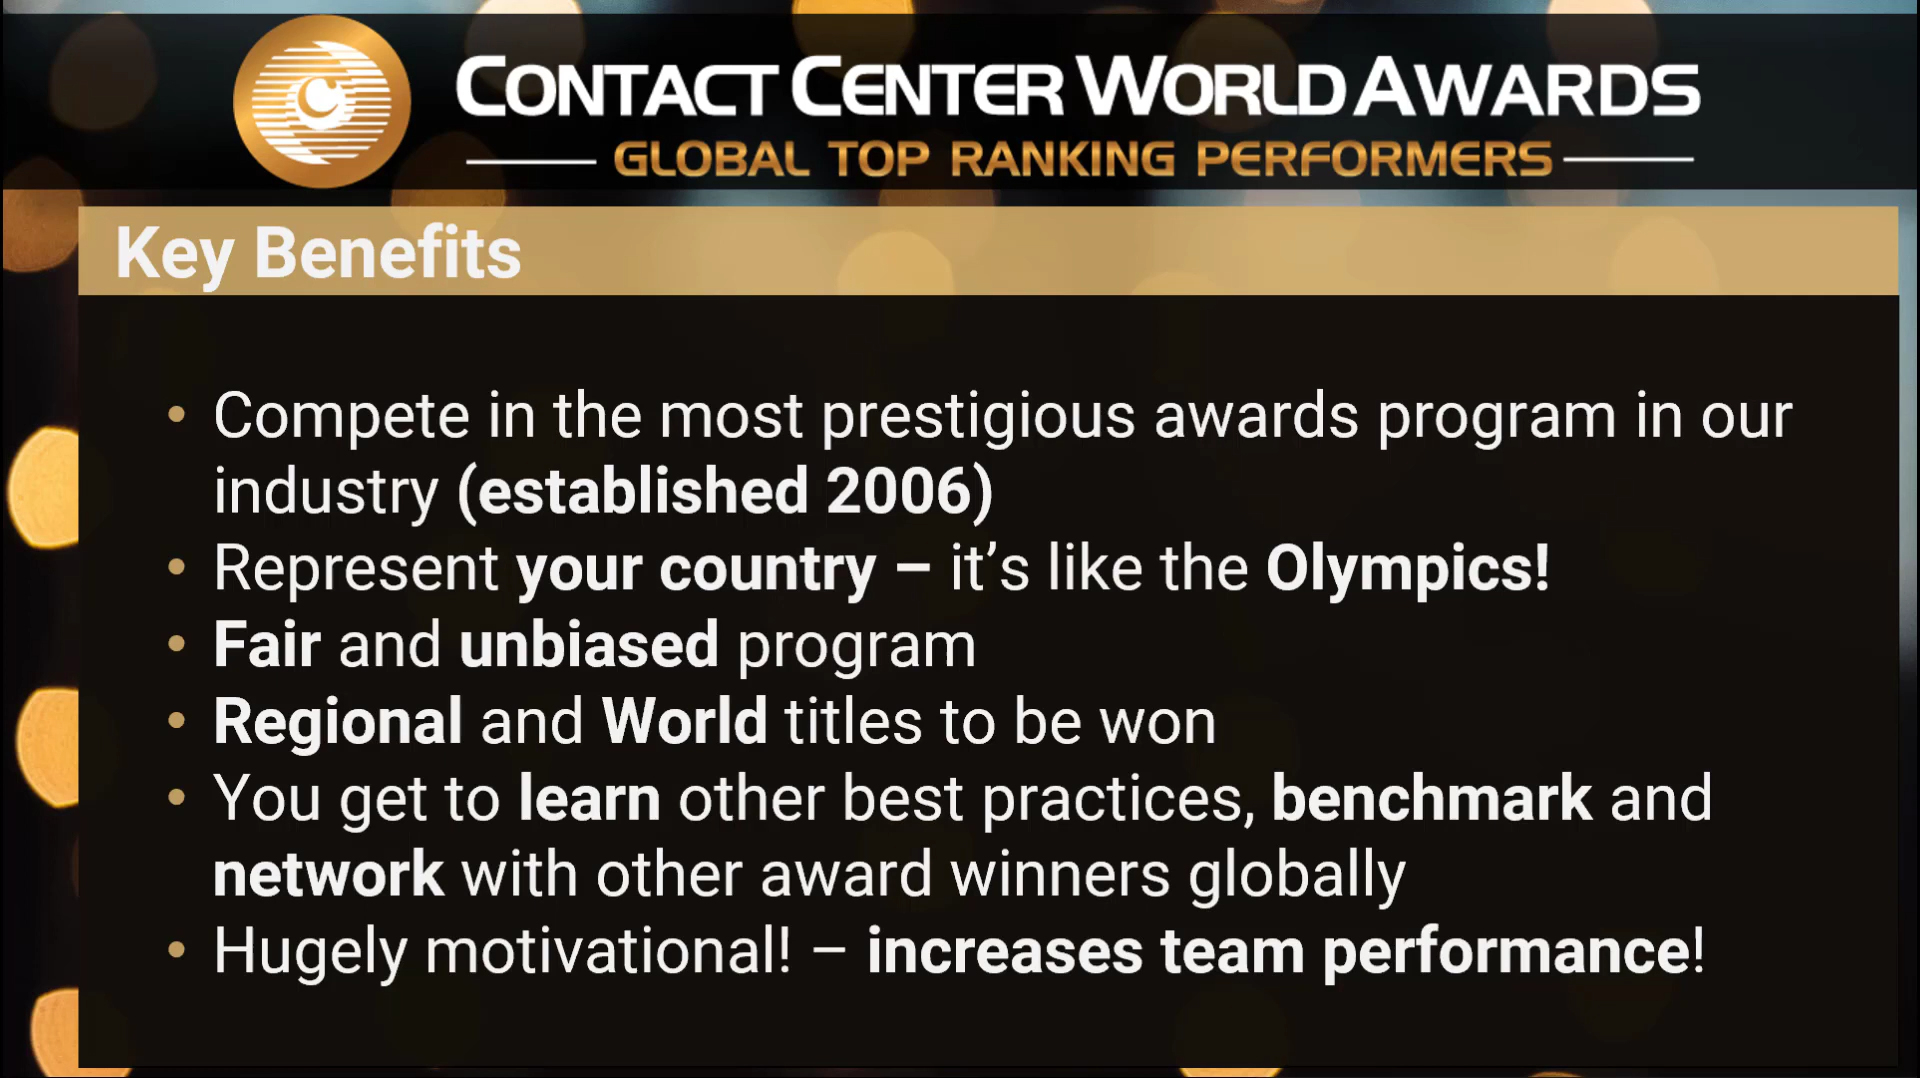 CONTACT CENTER WORLD AWARDS
GLOBAL TOP RANKING PERFORMERS
Key Benefits
• Compete in the most prestigious awards program in our
industry (established 2006)
• Represent your country – it’s like the Olympics!
• Fair and unbiased program
• Regional and World titles to be won
• You get to learn other best practices, benchmark and
network with other award winners globally
• Hugely motivational! – increases team performance!